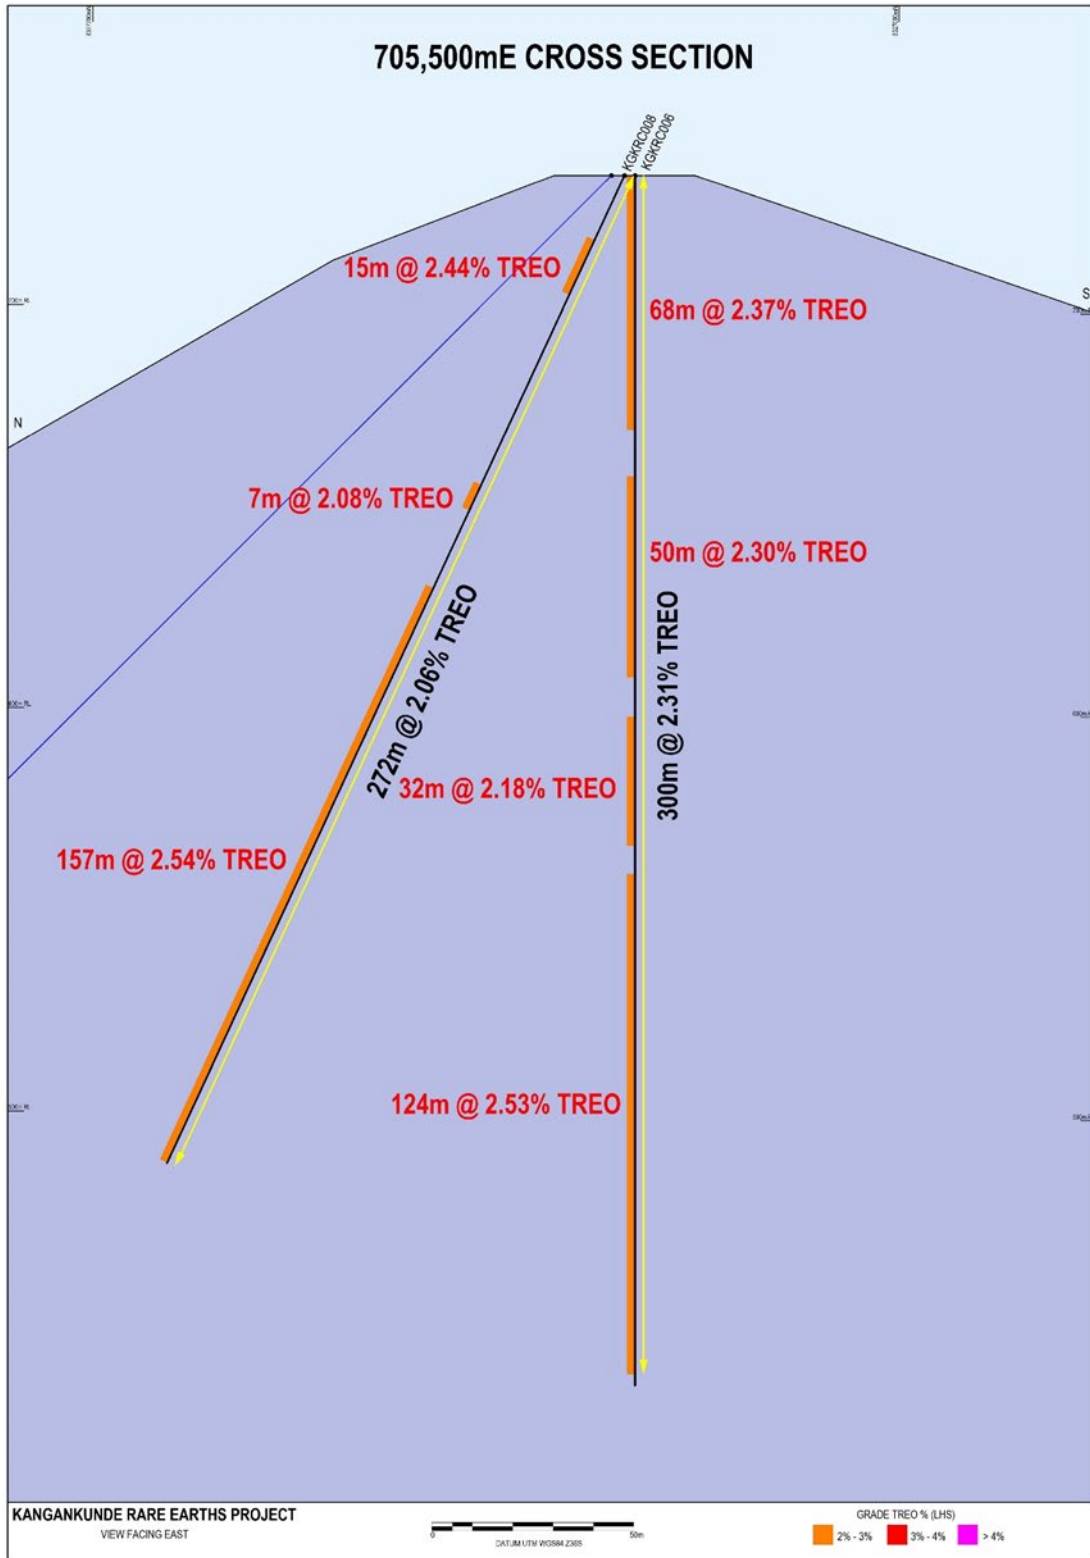 705,500mE CROSS SECTION
KGKRC008
KGKRC006
15m @ 2.44% TREO
68m @ 2.37% TREO
S
N
7m @ 2.08% TREO
50m @ 2.30% TREO
272m @ 2.06% TREO
300m @ 2.31% TREO
32m @ 2.18% TREO
157m @ 2.54% TREO
124m @ 2.53% TREO
KANGANKUNDE RARE EARTHS PROJECT
VIEW FACING EAST
0
50m
DATUM UTM WGS84 Z36S
GRADE TREO % (LHS)
2% - 3%
3% - 4%
> 4%